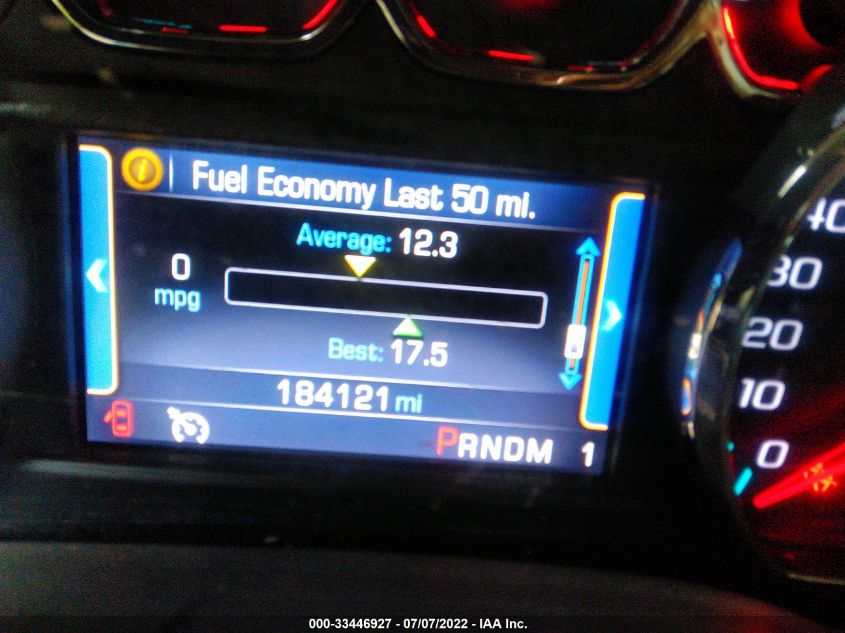 i Fuel Economy Last 50 mi.
Average: 12.3
0
mpg
Best: 17.5
184121 mi
PRNDM 1
40
30
20
10
0
000-33446927 - 07/07/2022 - IAA Inc.